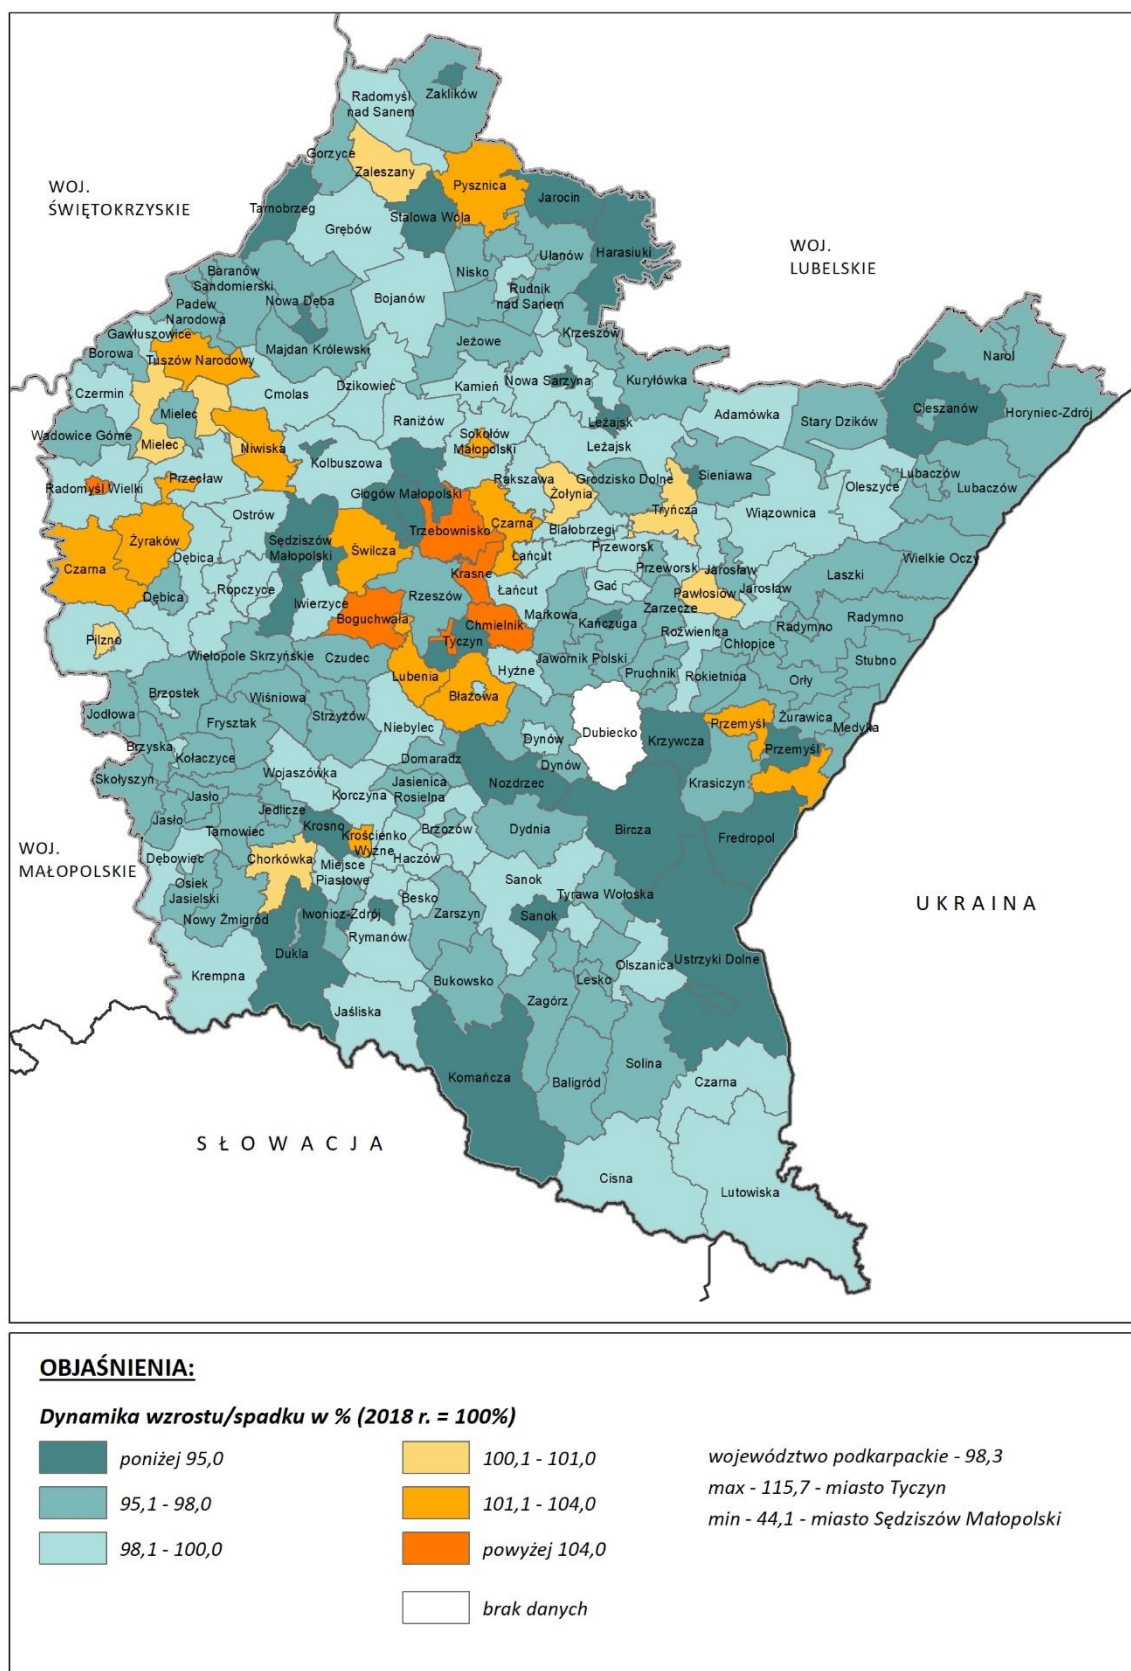 Radomyśl
nad Sanem
Zaklików
Gorzyce
Zaleszany
Pysznica
WOJ.
ŚWIĘTOKRZYSKIE
Tarnobrzeg
Stalowa Wola
Jarocin
Grębów
Harasiuki
WOJ.
LUBELSKIE
Ulanów
Nisko
Baranów
Sandomierski
Nowa Dęba
Bojanów
Rudnik
nad Sanem
Padew
Narodowa
Gawłuszowice
Krzeszów
Borowa
Tuszów Narodowy
Majdan Królewski
Jeżowe
Narol
Czermin
Cmolas
Dzikowiec
Kamień
Nowa Sarzyna
Kuryłówka
Cieszanów
Horyniec-Zdrój
Mielec
Raniżów
Leżajsk
Adamówka
Stary Dzików
Wadowice Górne
Mielec
Niwiska
Sokołów
Małopolski
Leżajsk
Kolbuszowa
Przecław
Radomyśl Wielki
Rakszawa
Grodzisko Dolne
Sieniawa
Lubaczów
Lubaczów
Oleszyce
Głogów Małopolski
Żołynia
Ostrów
Czarna
Tryńcza
Wiązownica
Trzebownisko
Białobrzegi
Sędziszów
Małopolski
Świlcza
Żyraków
Dębica
Łańcut
Przeworsk
Wielkie Oczy
Czarna
Krasne
Przeworsk
Jarosław
Laszki
Ropczyce
Łańcut
Gać
Pawłosiów
Jarosław
Dębica
Iwierzyce
Rzeszów
Zarzecze
Boguchwała
Chmielnik
Markowa
Kańczuga
Radymno
Radymno
Pilzno
Tyczyn
Roźwienica
Chłopice
Wielopole Skrzyńskie
Czudec
Hyżne
Jawornik Polski
Stubno
Lubenia
Pruchnik
Rokietnica
Orły
Brzostek
Wiśniowa
Błażowa
Jodłowa
Frysztak
Strzyżów
Niebylec
Dynów
Dubiecko
Krzywcza
Przemyśl
Żurawica
Medyka
Brzyska
Kołaczyce
Domaradz
Dynów
Przemyśl
Skołyszyn
Wojaszówka
Nozdrzec
Krasiczyn
Jasło
Korczyna
Jasienica
Rosielna
Jasło
Jedlicze
Krosno
Brzozów
Dydnia
Bircza
Fredropol
Tarnowiec
Krościenko
Wyżne
WOJ.
MAŁOPOLSKIE
Dębowiec
Chorkówka
Miejsce
Piastowe
Haczów
Sanok
Osiek
Jasielski
Besko
Tyrawa Wołoska
UKRAINA
Nowy Żmigród
Iwonicz-Zdrój
Zarszyn
Sanok
Rymanów
Dukla
Krempna
Olszanica
Ustrzyki Dolne
Bukowsko
Lesko
Zagórz
Jaśliska
Solina
Komańcza
Baligród
Czarna
SŁOWACJA
Cisna
Lutowiska
OBJAŚNIENIA:
Dynamika wzrostu/spadku w % (2018 r. = 100%)
poniżej 95,0
95,1 - 98,0
98,1 - 100,0
100,1 - 101,0
101,1 - 104,0
powyżej 104,0
brak danych
województwo podkarpackie - 98,3
max - 115,7 - miasto Tyczyn
min - 44,1 - miasto Sędziszów Małopolski